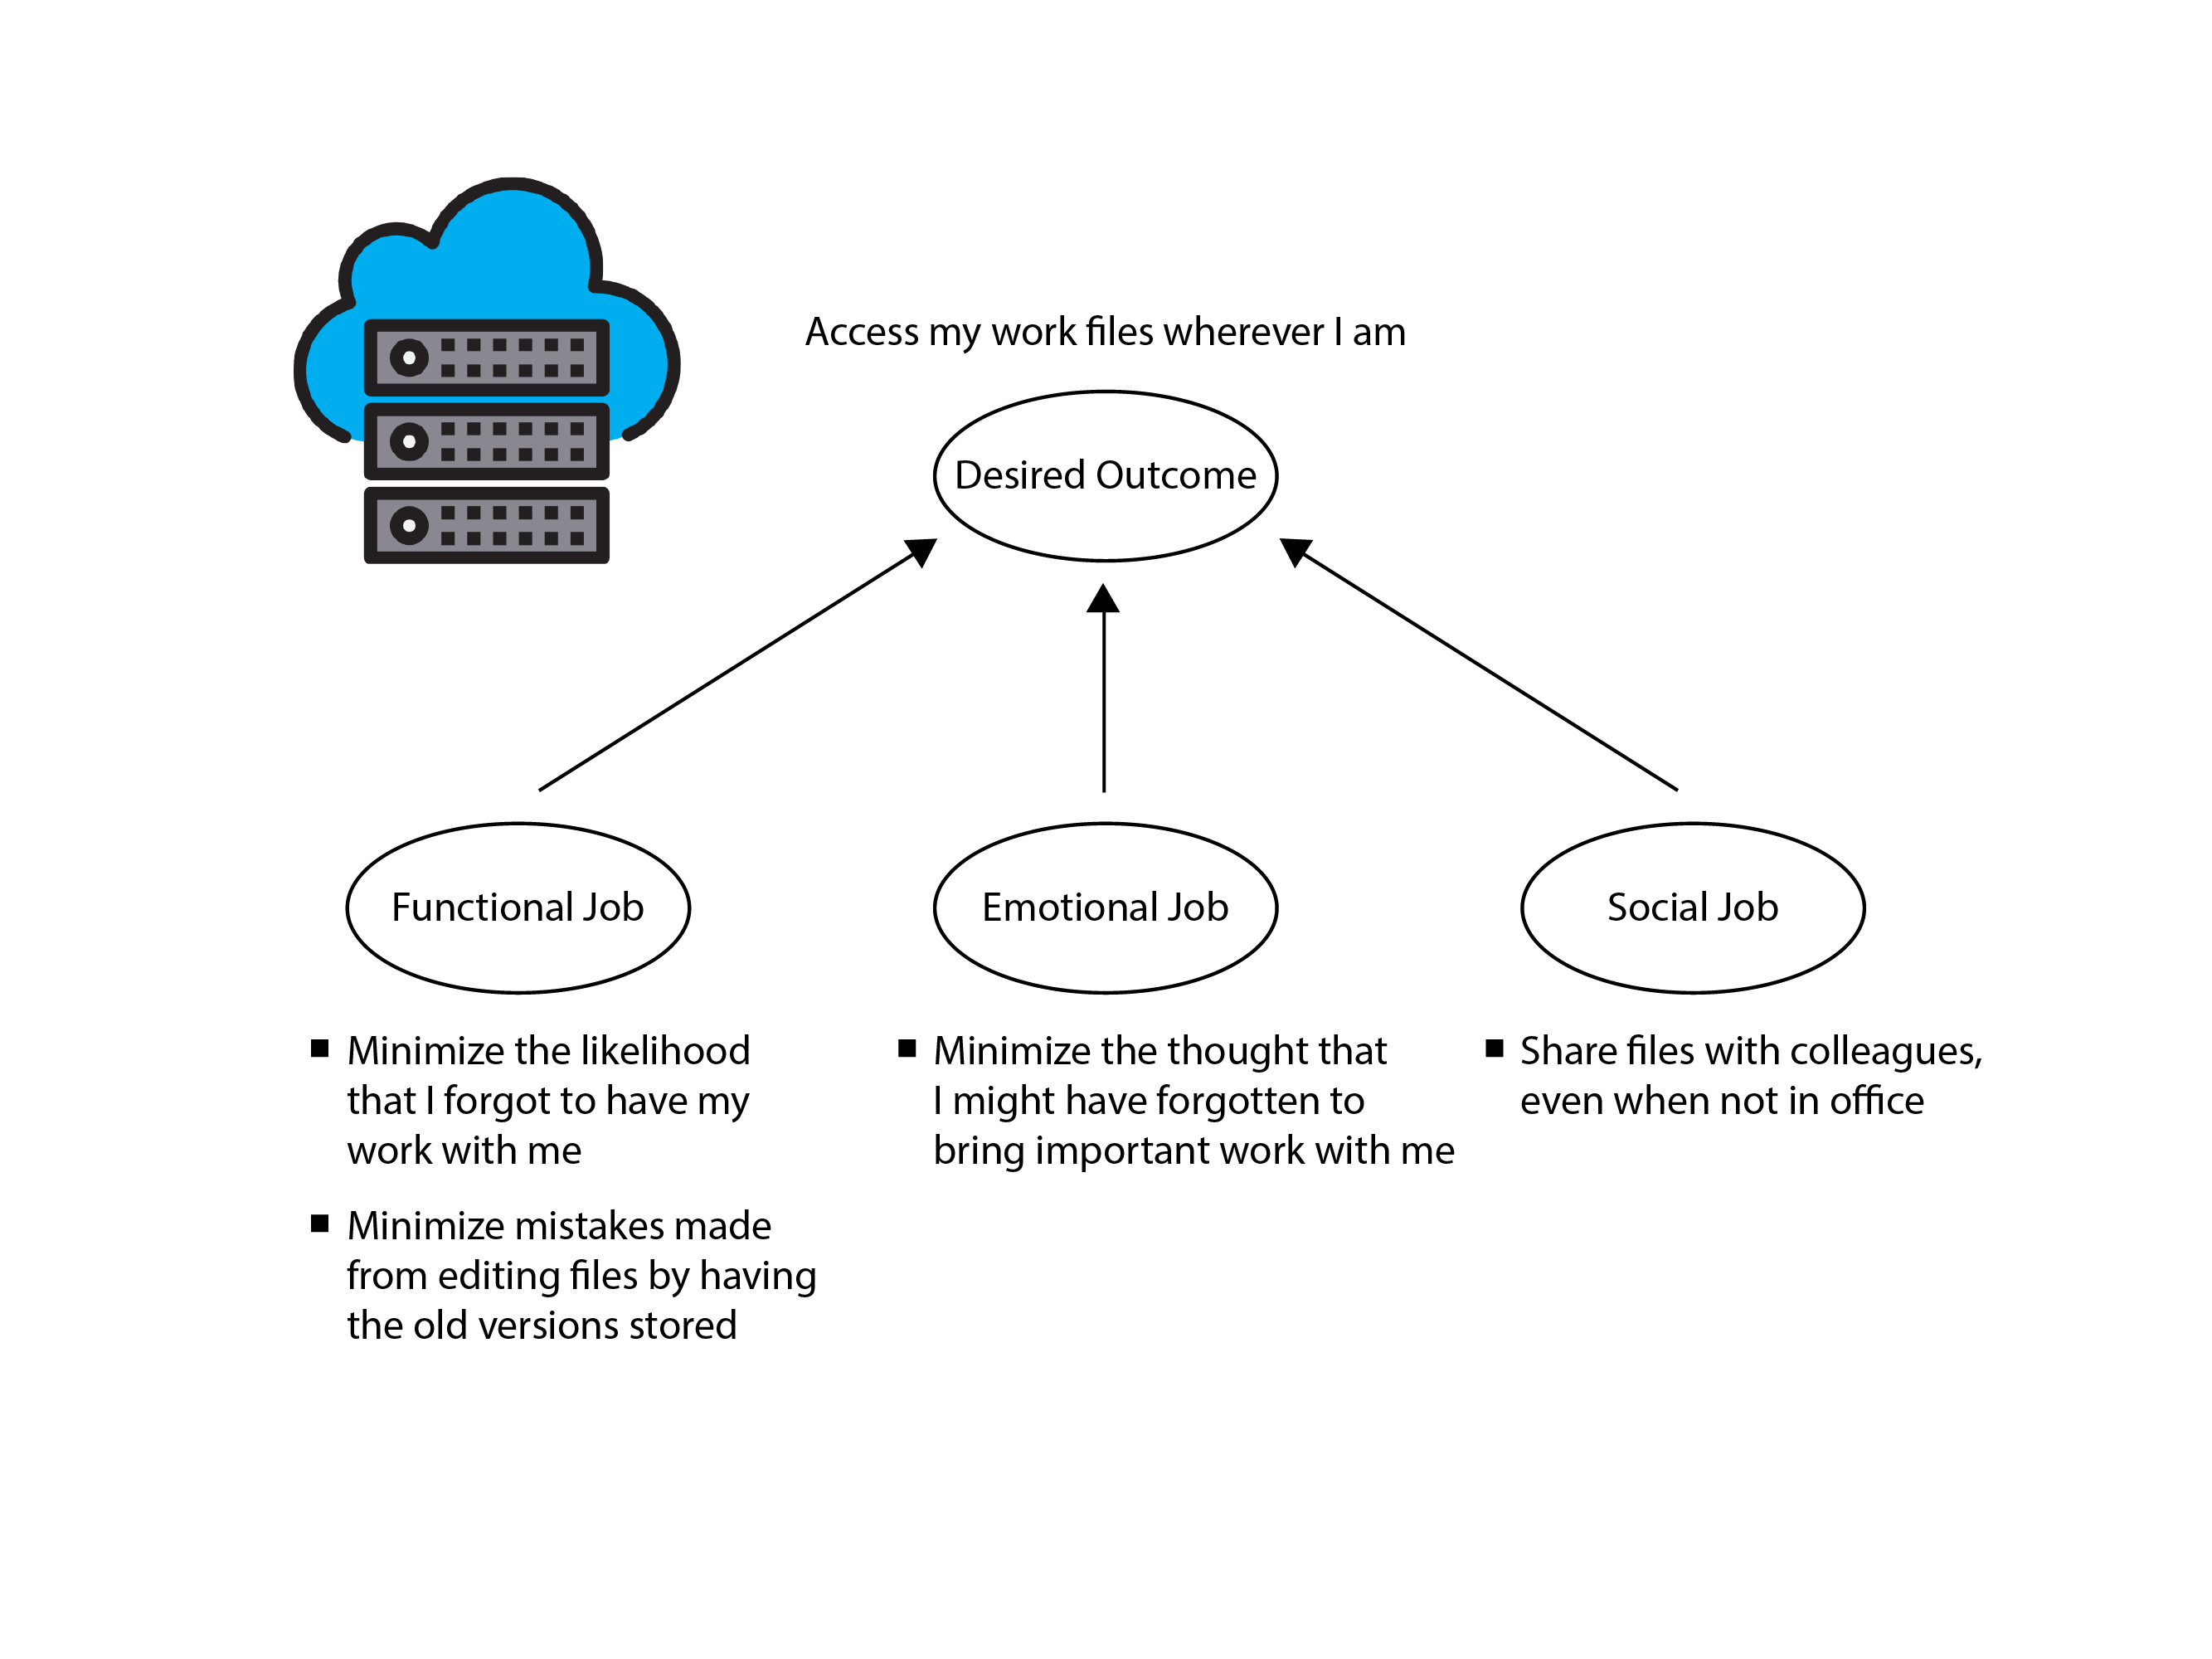 Access my work files wherever I am
Desired Outcome
Functional Job
Emotional Job
Social Job
■ Minimize the likelihood
that I forgot to have my
work with me
■ Minimize mistakes made
from editing files by having
the old versions stored
■ Minimize the thought that
I might have forgotten to
bring important work with me
■ Share files with colleagues,
even when not in office